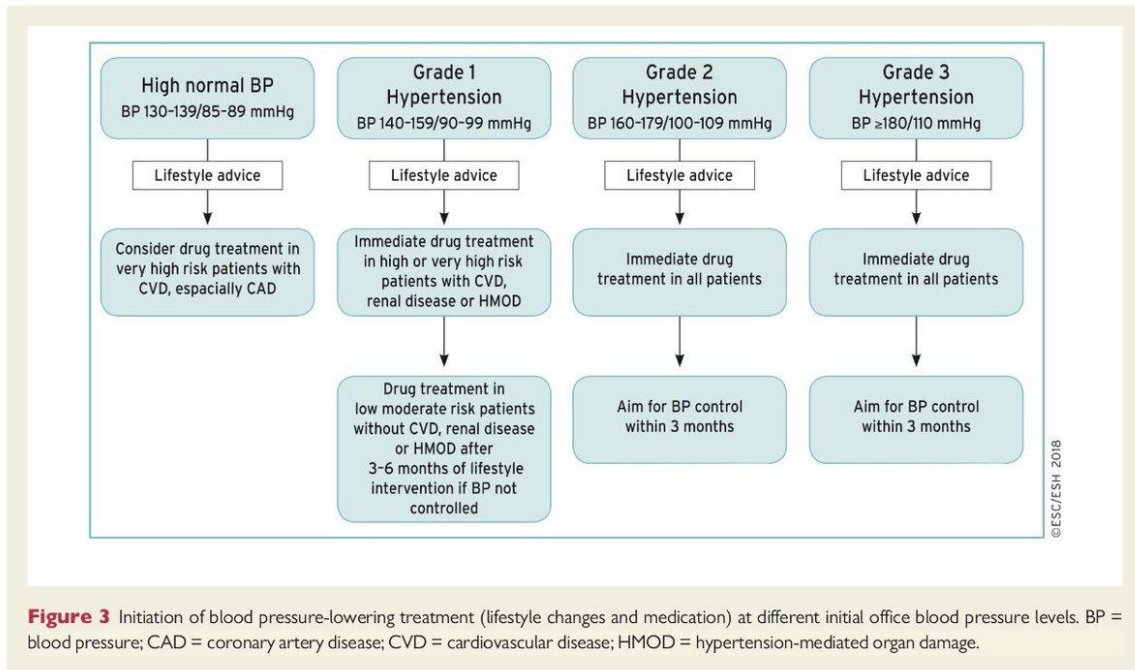 High normal BP
BP 130-139/85-89 mmHg
Lifestyle advice
Consider drug treatment in
very high risk patients with
CVD, espacially CAD
Grade 1
Hypertension
BP 140-159/90-99 mmHg
Lifestyle advice
Immediate drug treatment
in high or very high risk
patients with CVD,
renal disease or HMOD
Drug treatment in
low moderate risk patients
without CVD, renal disease
or HMOD after
3-6 months of lifestyle
intervention if BP not
controlled
Grade 2
Hypertension
BP 160-179/100-109 mmHg
Lifestyle advice
Immediate drug
treatment in all patients
Aim for BP control
within 3 months
Grade 3
Hypertension
BP ≥180/110 mmHg
Lifestyle advice
Immediate drug
treatment in all patients
Aim for BP control
within 3 months
©ESC/ESH 2018
Figure 3 Initiation of blood pressure-lowering treatment (lifestyle changes and medication) at different initial office blood pressure levels. BP =
blood pressure; CAD = coronary artery disease; CVD = cardiovascular disease; HMOD = hypertension-mediated organ damage.